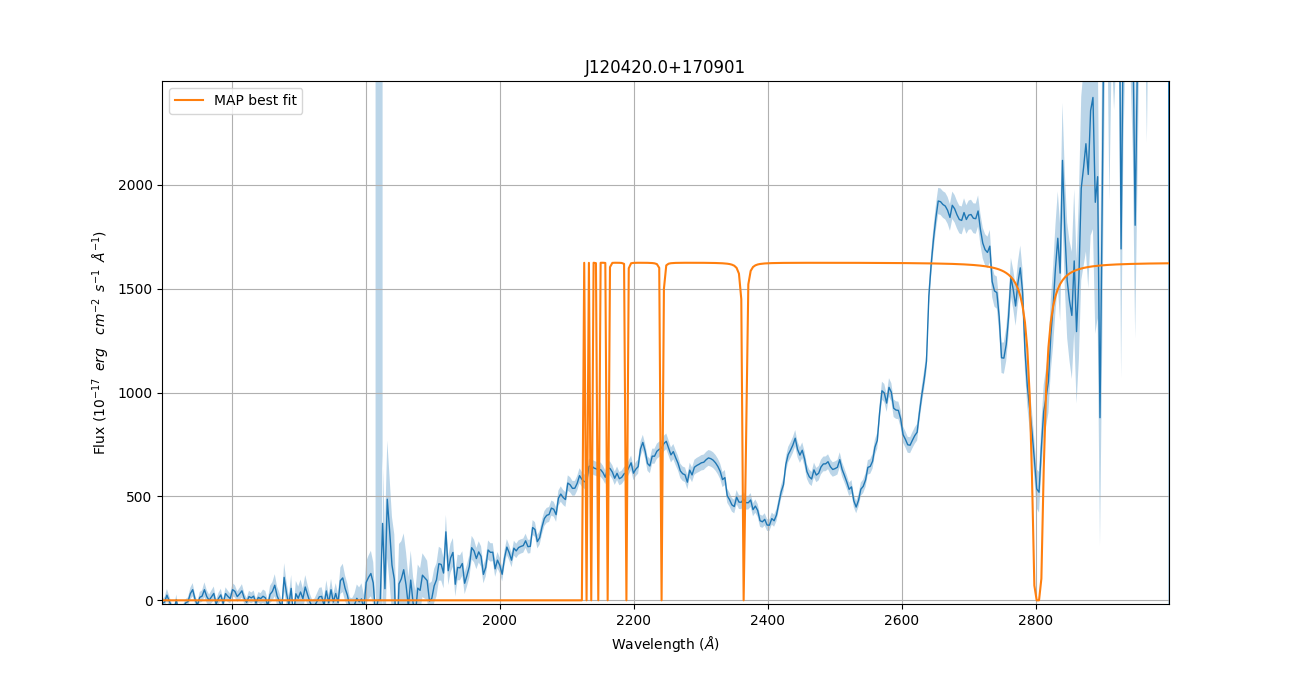 J120420.0+170901
MAP best fit
Flux (10⁻¹⁷ erg cm⁻² s⁻¹ Å⁻¹)
2000
1500
1000
500
0
1600 1800 2000 2200 2400 2600 2800
Wavelength (Å)